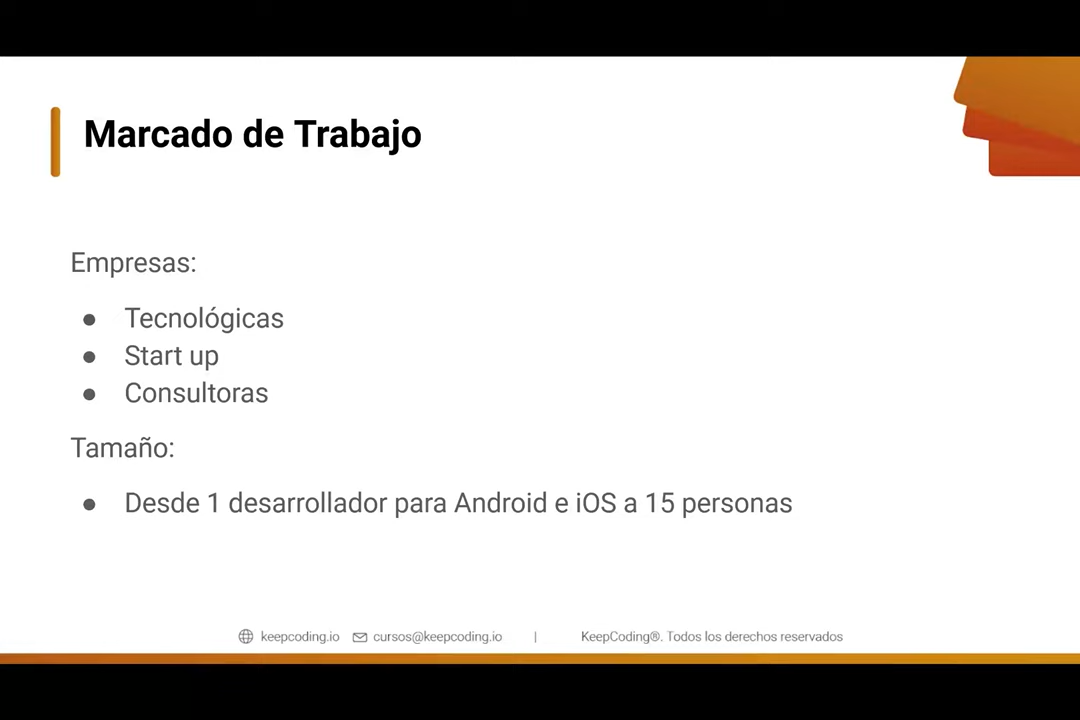 Marcado de Trabajo
Empresas:
● Tecnológicas
● Start up
● Consultoras
Tamaño:
● Desde 1 desarrollador para Android e iOS a 15 personas
keepcoding.io cursos@keepcoding.io | KeepCoding®. Todos los derechos reservados